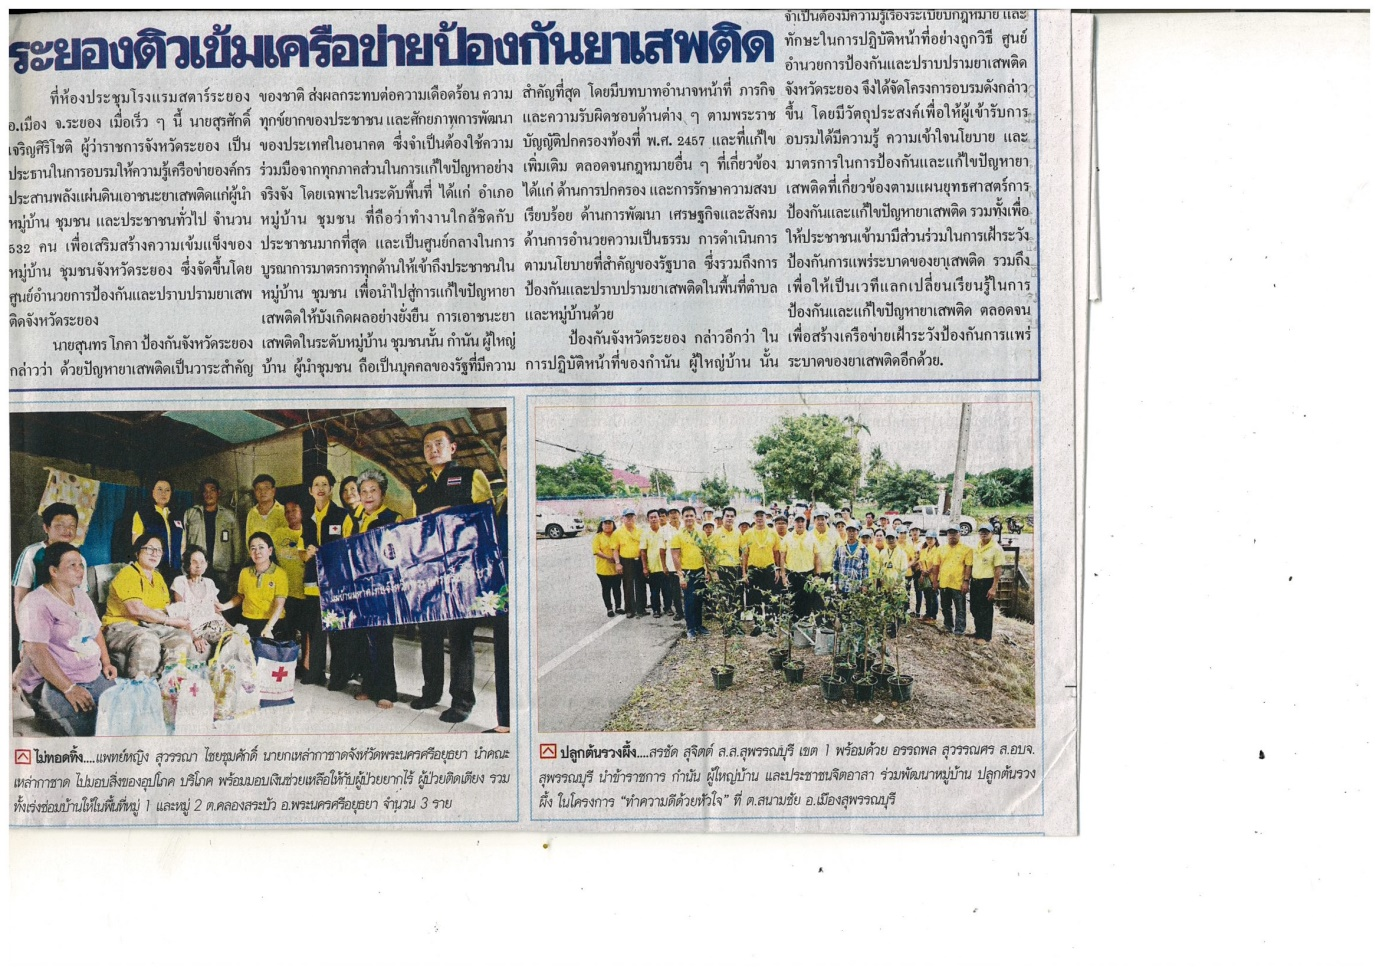 ระยองติวเข้มเครือข่ายป้องกันยาเสพติด
ที่ห้องประชุมโรงแรมสตาร์ระยอง
อ.เมือง จ.ระยอง เมื่อเร็ว ๆ นี้ นายสุรศักดิ์
เจริญศิริโชติ ผู้ว่าราชการจังหวัดระยอง เป็น
ประธานในการอบรมให้ความรู้เครือข่ายองค์กร
ประสานพลังแผ่นดินเอาชนะยาเสพติดแก่ผู้นำ
หมู่บ้าน ชุมชน และประชาชนทั่วไป จำนวน
532 คน เพื่อเสริมสร้างความเข้มแข็งของ
หมู่บ้าน ชุมชนจังหวัดระยอง ซึ่งจัดขึ้นโดย
ศูนย์อำนวยการป้องกันและปราบปรามยาเสพ
ติดจังหวัดระยอง
นายสุนทร โภคา ป้องกันจังหวัดระยอง
กล่าวว่า ด้วยปัญหายาเสพติดเป็นวาระสำคัญ
ของชาติ ส่งผลกระทบต่อความเดือดร้อน ความ
ทุกข์ยากของประชาชน และศักยภาพการพัฒนา
ของประเทศในอนาคต ซึ่งจำเป็นต้องใช้ความ
ร่วมมือจากทุกภาคส่วนในการแก้ไขปัญหาอย่าง
จริงจัง โดยเฉพาะในระดับพื้นที่ ได้แก่ อำเภอ
หมู่บ้าน ชุมชน ที่ถือว่าทำงานใกล้ชิดกับ
ประชาชนมากที่สุด และเป็นศูนย์กลางในการ
บูรณาการมาตรการทุกด้านให้เข้าถึงประชาชนใน
หมู่บ้าน ชุมชน เพื่อนำไปสู่การแก้ไขปัญหายา
เสพติดให้บังเกิดผลอย่างยั่งยืน การเอาชนะยา
เสพติดในระดับหมู่บ้าน ชุมชนนั้น กำนัน ผู้ใหญ่
บ้าน ผู้นำชุมชน ถือเป็นบุคคลของรัฐที่มีความ
สำคัญที่สุด โดยมีบทบาทอำนาจหน้าที่ ภารกิจ
และความรับผิดชอบด้านต่าง ๆ ตามพระราช
บัญญัติปกครองท้องที่ พ.ศ. 2457 และที่แก้ไข
เพิ่มเติม ตลอดจนกฎหมายอื่น ๆ ที่เกี่ยวข้อง
ได้แก่ ด้านการปกครอง และการรักษาความสงบ
เรียบร้อย ด้านการพัฒนา เศรษฐกิจและสังคม
ด้านการอำนวยความเป็นธรรม การดำเนินการ
ตามนโยบายที่สำคัญของรัฐบาล ซึ่งรวมถึงการ
ป้องกันและปราบปรามยาเสพติดในพื้นที่ตำบล
และหมู่บ้านด้วย
ป้องกันจังหวัดระยอง กล่าวอีกว่า ใน
การปฏิบัติหน้าที่ของกำนัน ผู้ใหญ่บ้าน นั้น
จำเป็นต้องมีความรู้เรื่องระเบียบกฎหมาย และ
ทักษะในการปฏิบัติหน้าที่อย่างถูกวิธี ศูนย์
อำนวยการป้องกันและปราบปรามยาเสพติด
จังหวัดระยอง จึงได้จัดโครงการอบรมดังกล่าว
ขึ้น โดยมีวัตถุประสงค์เพื่อให้ผู้เข้ารับการ
อบรมได้มีความรู้ ความเข้าใจนโยบาย และ
มาตรการในการป้องกันและแก้ไขปัญหายา
เสพติดที่เกี่ยวข้องตามแผนยุทธศาสตร์การ
ป้องกันและแก้ไขปัญหายาเสพติด รวมทั้งเพื่อ
ให้ประชาชนเข้ามามีส่วนร่วมในการเฝ้าระวัง
ป้องกันการแพร่ระบาดของยาเสพติด รวมถึง
เพื่อให้เป็นเวทีแลกเปลี่ยนเรียนรู้ในการ
ป้องกันและแก้ไขปัญหายาเสพติด ตลอดจน
เพื่อสร้างเครือข่ายเฝ้าระวังป้องกันการแพร่
ระบาดของยาเสพติดอีกด้วย.
ไม่ทอดทิ้ง....แพทย์หญิง สุวรรณา ไชยชุมศักดิ์ นายกเหล่ากาชาดจังหวัดพระนครศรีอยุธยา นำคณะ
เหล่ากาชาด ไปมอบสิ่งของอุปโภค บริโภค พร้อมมอบเงินช่วยเหลือให้กับผู้ป่วยยากไร้ ผู้ป่วยติดเตียง รวม
ทั้งเร่งซ่อมบ้านให้ในพื้นที่หมู่ 1 และหมู่ 2 ต.คลองสระบัว อ.พระนครศรีอยุธยา จำนวน 3 ราย
ปลูกต้นรวงผึ้ง....สรชัด สุจิตต์ ส.ส.สุพรรณบุรี เขต 1 พร้อมด้วย อรรถพล สุวรรณศร ส.อบจ.
สุพรรณบุรี นำข้าราชการ กำนัน ผู้ใหญ่บ้าน และประชาชนจิตอาสา ร่วมพัฒนาหมู่บ้าน ปลูกต้นรวง
ผึ้ง ในโครงการ “ทำความดีด้วยหัวใจ” ที่ ต.สนามชัย อ.เมืองสุพรรณบุรี